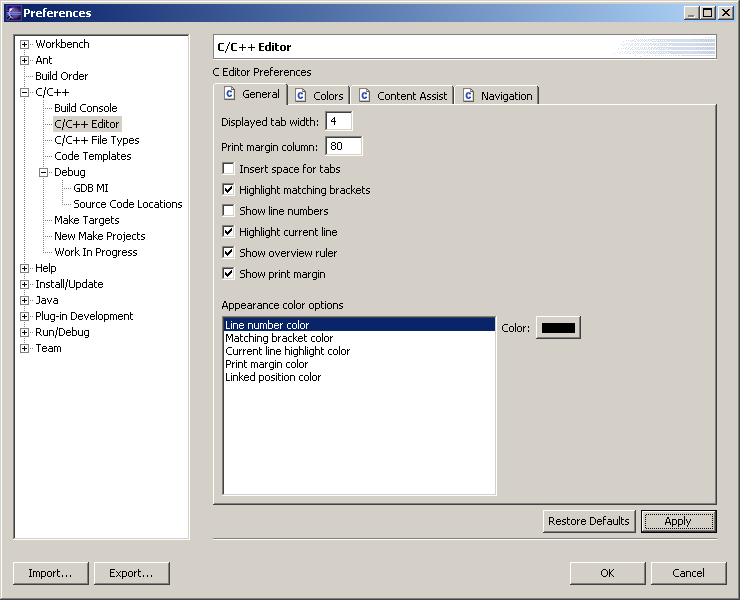 Preferences
Workbench
Ant
Build Order
C/C++
Build Console
C/C++ Editor
C/C++ File Types
Code Templates
Debug
GDB MI
Source Code Locations
Make Targets
New Make Projects
Work In Progress
Help
Install/Update
Java
Plug-in Development
Run/Debug
Team
C/C++ Editor
C Editor Preferences
General Colors Content Assist Navigation
Displayed tab width: 4
Print margin column: 80
Insert space for tabs
Highlight matching brackets
Show line numbers
Highlight current line
Show overview ruler
Show print margin
Appearance color options
Line number color
Matching bracket color
Current line highlight color
Print margin color
Linked position color
Color:
Restore Defaults Apply
Import... Export... OK Cancel